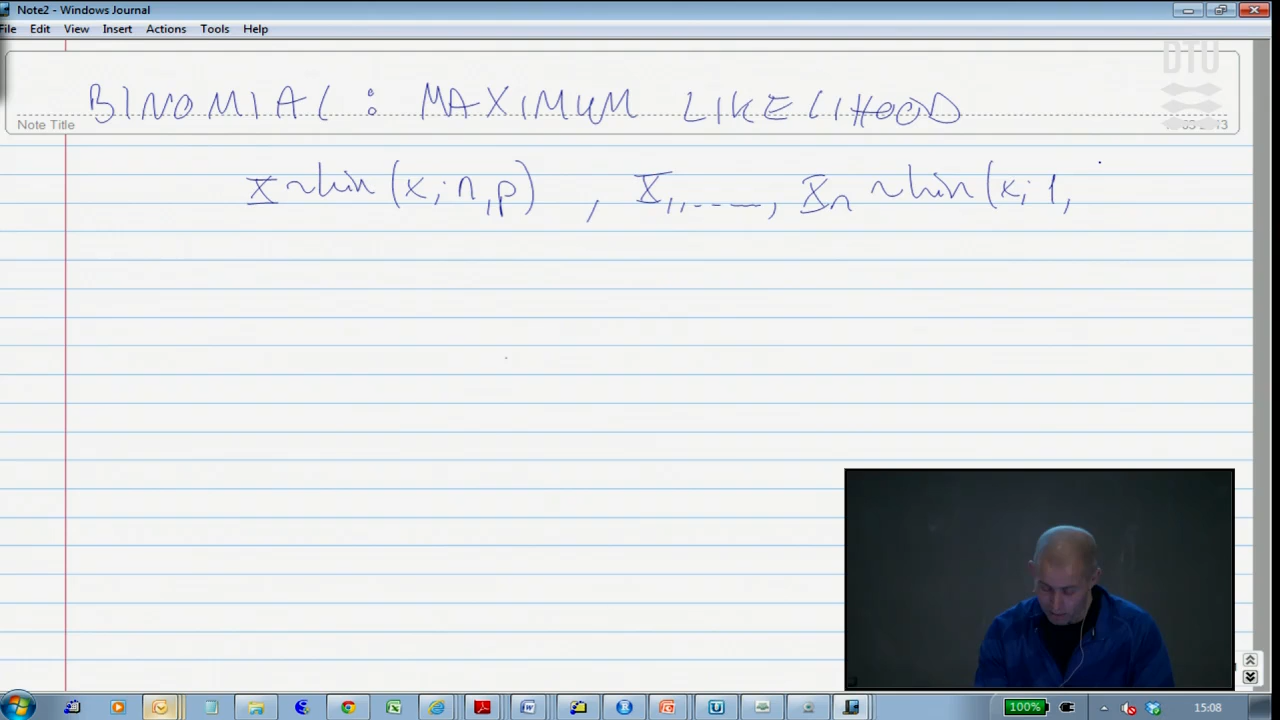 Note2 - Windows Journal
File Edit View Insert Actions Tools Help
DTU
BINOMIAL : MAXIMUM LIKELIHOOD
Note Title
X ~ bin (x; n, p) , X1, ..., Xn ~ bin (x; 1,
100%
15:08